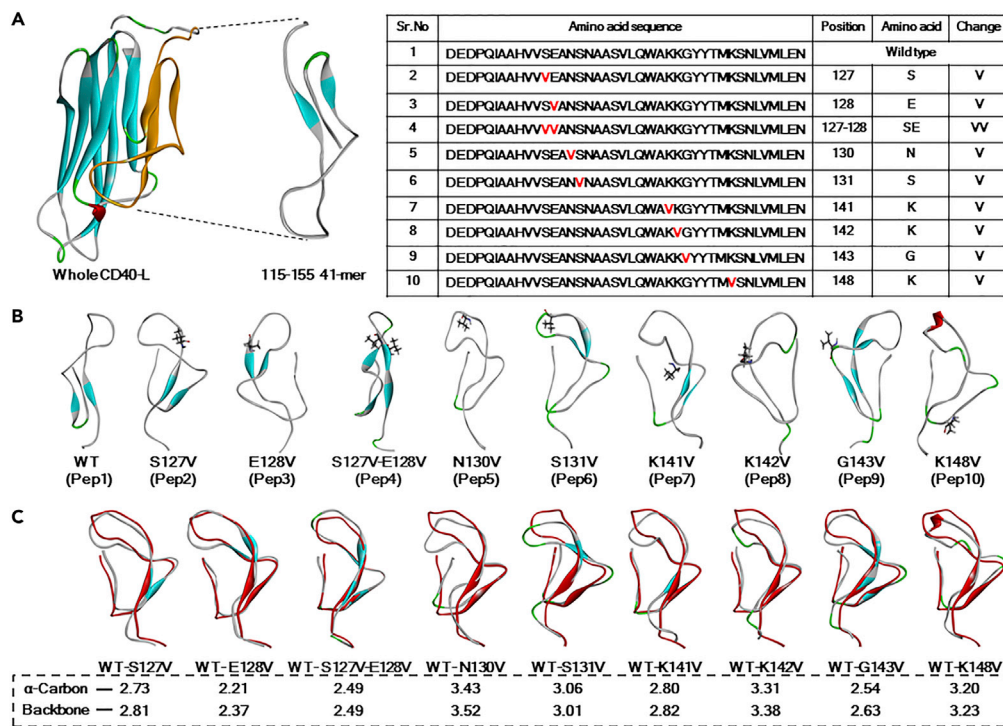 A
Whole CD40-L
115-155 41-mer
Sr. No Amino acid sequence Position Amino acid Change
1 DEDPQIAAHVVSEANSNAASVLQWAKKGYYTMKSNLVMLEN Wild type
2 DEDPQIAAHVVVEANSNAASVLQWAKKGYYTMKSNLVMLEN 127 S V
3 DEDPQIAAHVVSVANSNAASVLQWAKKGYYTMKSNLVMLEN 128 E V
4 DEDPQIAAHVVVVANSNAASVLQWAKKGYYTMKSNLVMLEN 127-128 SE VV
5 DEDPQIAAHVVSEAVSNAASVLQWAKKGYYTMKSNLVMLEN 130 N V
6 DEDPQIAAHVVSEANVNAASVLQWAKKGYYTMKSNLVMLEN 131 S V
7 DEDPQIAAHVVSEANSNAASVLQWAVKGYYTMKSNLVMLEN 141 K V
8 DEDPQIAAHVVSEANSNAASVLQWAKVGYYTMKSNLVMLEN 142 K V
9 DEDPQIAAHVVSEANSNAASVLQWAKKVYYTMKSNLVMLEN 143 G V
10 DEDPQIAAHVVSEANSNAASVLQWAKKGYYTMVSNLVMLEN 148 K V
B
WT S127V E128V S127V-E128V N130V S131V K141V K142V G143V K148V
(Pep1) (Pep2) (Pep3) (Pep4) (Pep5) (Pep6) (Pep7) (Pep8) (Pep9) (Pep10)
C
WT-S127V WT-E128V WT-S127V-E128V WT-N130V WT-S131V WT-K141V WT-K142V WT-G143V WT-K148V
α-Carbon — 2.73 2.21 2.49 3.43 3.06 2.80 3.31 2.54 3.20
Backbone — 2.81 2.37 2.49 3.52 3.01 2.82 3.38 2.63 3.23